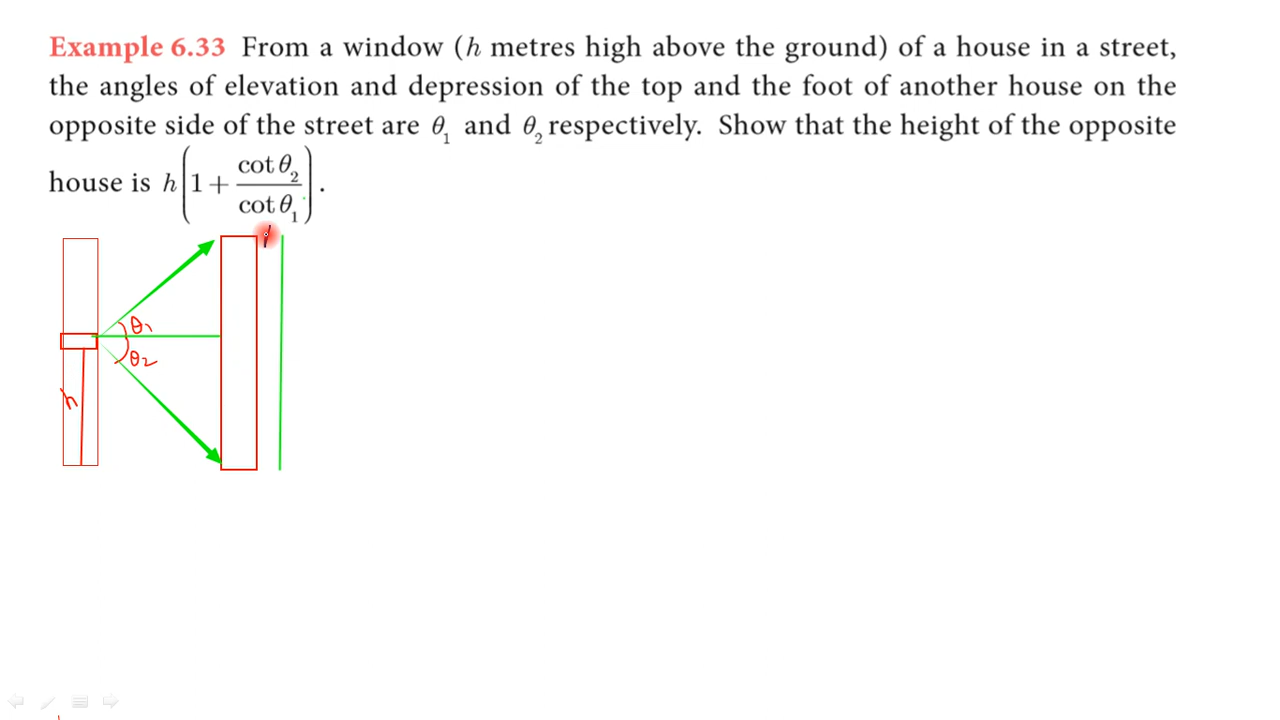 Example 6.33 From a window (h metres high above the ground) of a house in a street,
the angles of elevation and depression of the top and the foot of another house on the
opposite side of the street are θ₁ and θ₂ respectively. Show that the height of the opposite
house is h(1 + cot θ₂ / cot θ₁).
θ₁
θ₂
h